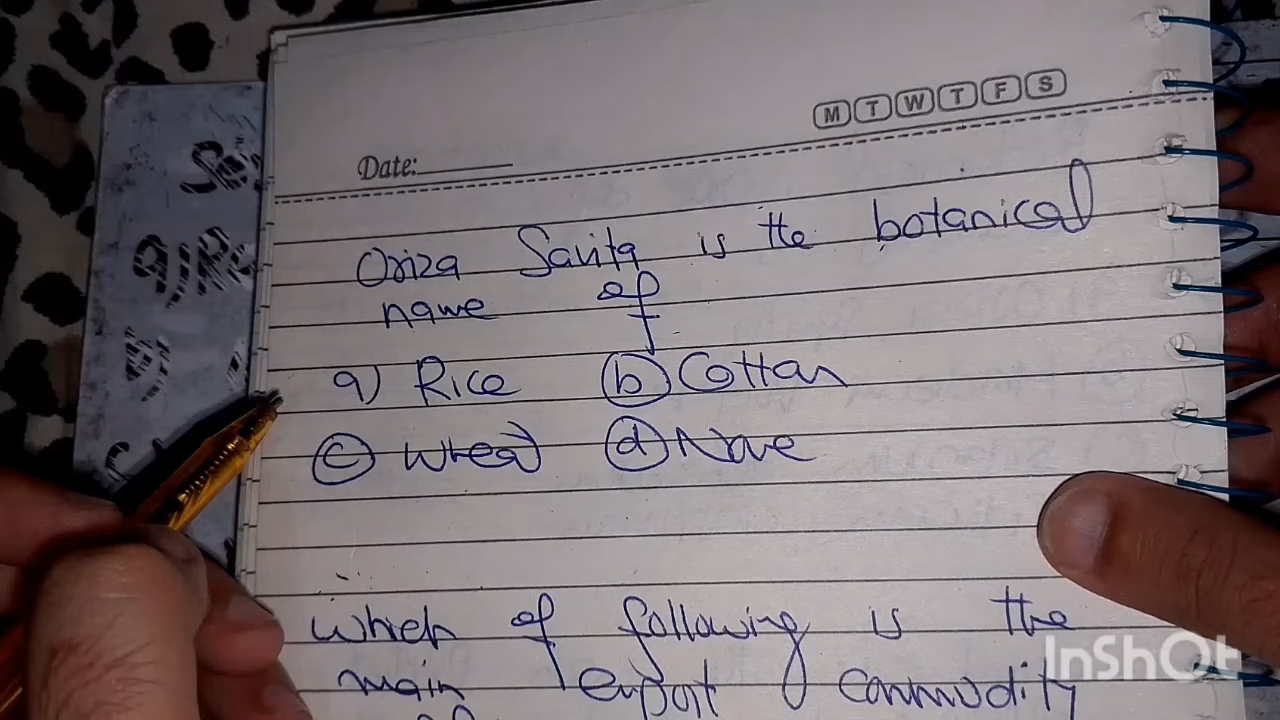 M T W T F S
Date:
Oriza Savita is the botanical
name of
a) Rice b) Cottan
c) Wheat d) None
Which of following is the
main export commodity
InShOt